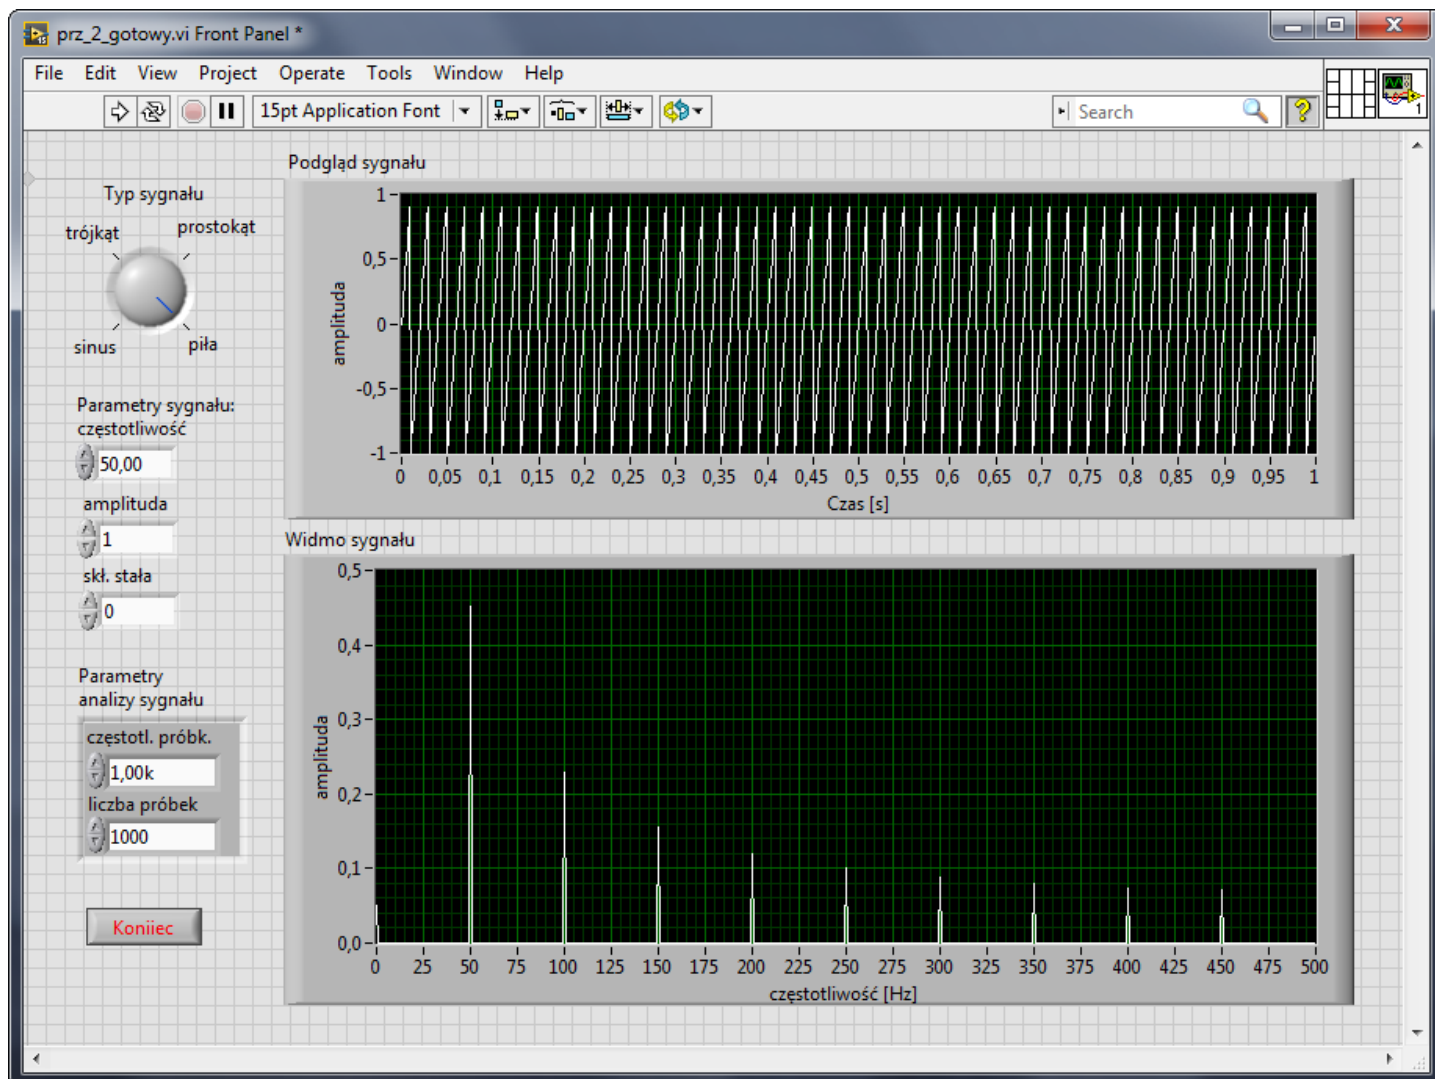 prz_2_gotowy.vi Front Panel *
File Edit View Project Operate Tools Window Help
15pt Application Font
Search
?
15
1
Podgląd sygnału
Typ sygnału
trójkąt prostokąt
sinus piła
Parametry sygnału:
częstotliwość
50,00
amplituda
1
skł. stała
0
Parametry
analizy sygnału
częstotl. próbk.
1,00k
liczba próbek
1000
Koniiec
amplituda
1
0,5
0
-0,5
-1
0 0,05 0,1 0,15 0,2 0,25 0,3 0,35 0,4 0,45 0,5 0,55 0,6 0,65 0,7 0,75 0,8 0,85 0,9 0,95 1
Czas [s]
Widmo sygnału
amplituda
0,5
0,4
0,3
0,2
0,1
0,0
0 25 50 75 100 125 150 175 200 225 250 275 300 325 350 375 400 425 450 475 500
częstotliwość [Hz]